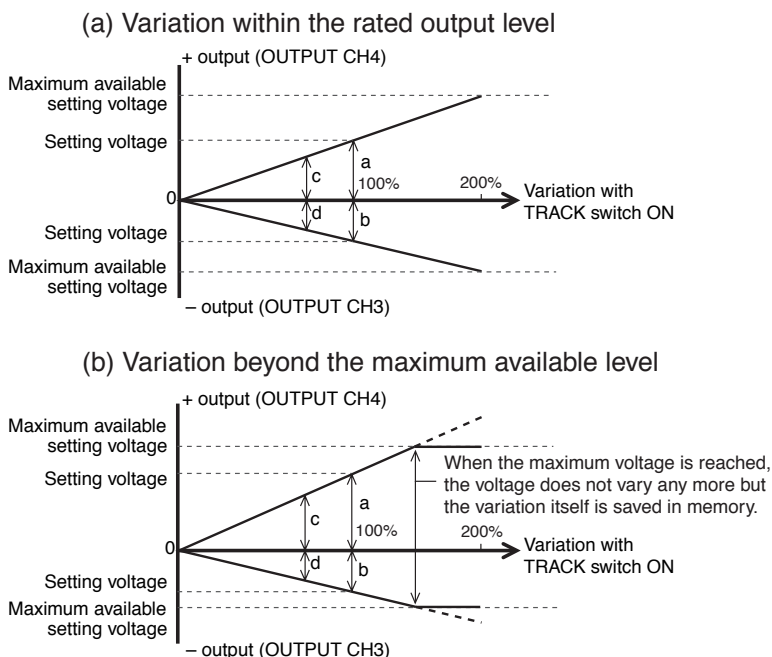 (a) Variation within the rated output level
+ output (OUTPUT CH4)
Maximum available
setting voltage
Setting voltage
a
c
100%
200%
0
Variation with
TRACK switch ON
d
b
Setting voltage
Maximum available
setting voltage
– output (OUTPUT CH3)
(b) Variation beyond the maximum available level
+ output (OUTPUT CH4)
Maximum available
setting voltage
When the maximum voltage is reached,
the voltage does not vary any more but
the variation itself is saved in memory.
Setting voltage
a
c
100%
200%
0
Variation with
TRACK switch ON
d
b
Setting voltage
Maximum available
setting voltage
– output (OUTPUT CH3)